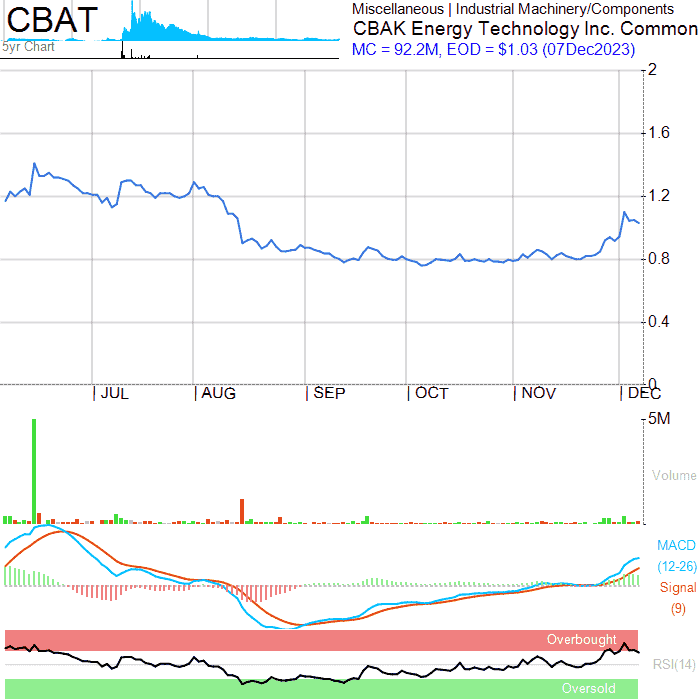 CBAT
5yr Chart
Miscellaneous | Industrial Machinery/Components
CBAK Energy Technology Inc. Common
MC = 92.2M, EOD = $1.03 (07Dec2023)
2
1.6
1.2
0.8
0.4
0
JUL AUG SEP OCT NOV DEC
5M
Volume
MACD
(12-26)
Signal
(9)
Overbought
RSI(14)
Oversold